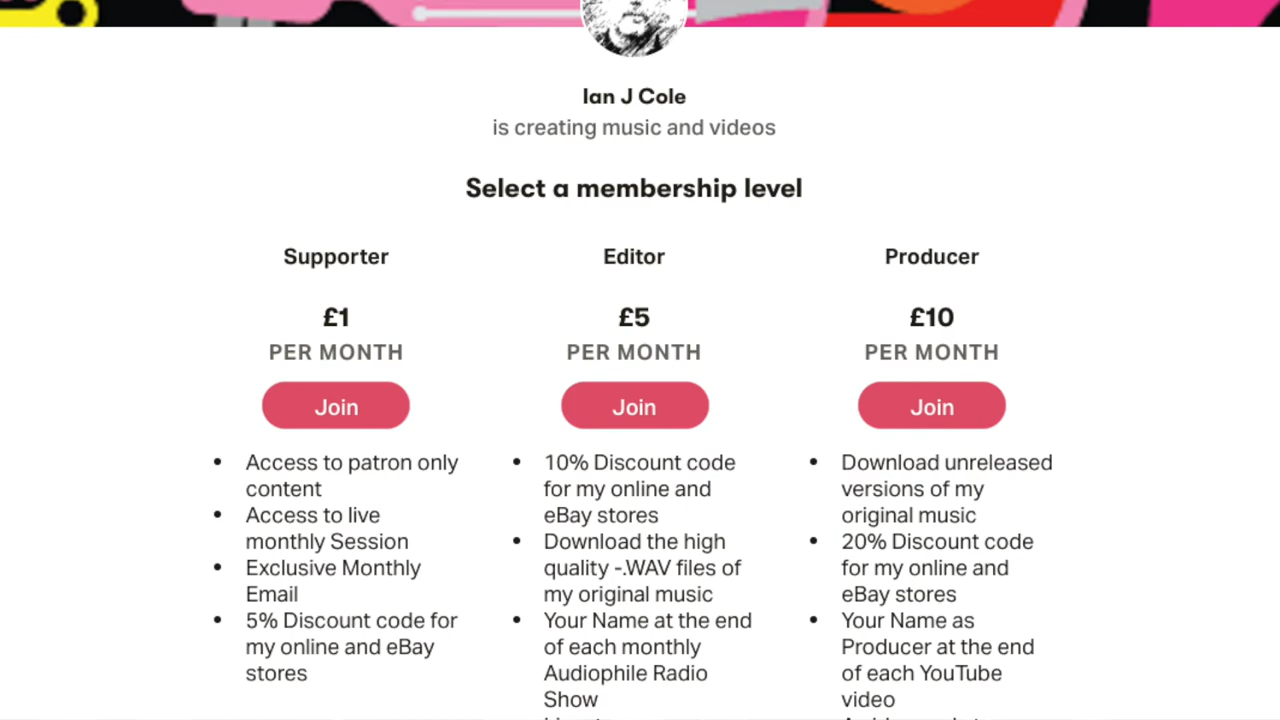 Ian J Cole
is creating music and videos
Select a membership level
Supporter
£1
PER MONTH
Join
• Access to patron only
content
• Access to live
monthly Session
• Exclusive Monthly
Email
• 5% Discount code for
my online and eBay
stores
Editor
£5
PER MONTH
Join
• 10% Discount code
for my online and
eBay stores
• Download the high
quality -.WAV files of
my original music
• Your Name at the end
of each monthly
Audiophile Radio
Show
Producer
£10
PER MONTH
Join
• Download unreleased
versions of my
original music
• 20% Discount code
for my online and
eBay stores
• Your Name as
Producer at the end
of each YouTube
video